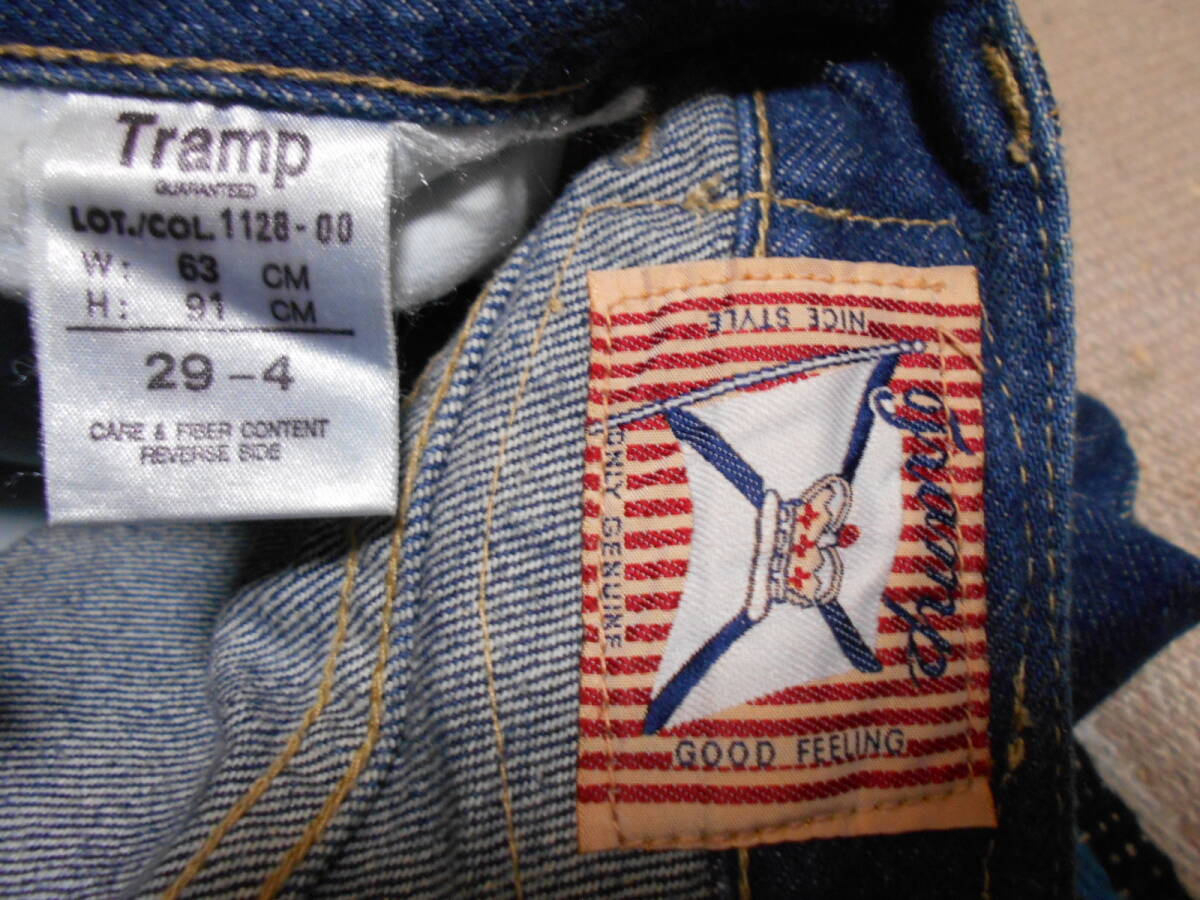 Tramp
GUARANTEED
LOT./COL. 1128-00
W: 63 CM
H: 91 CM
29-4
CARE & FIBER CONTENT
REVERSE SIDE
NICE STYLE
Tramp
ONLY GENUINE
GOOD FEELING